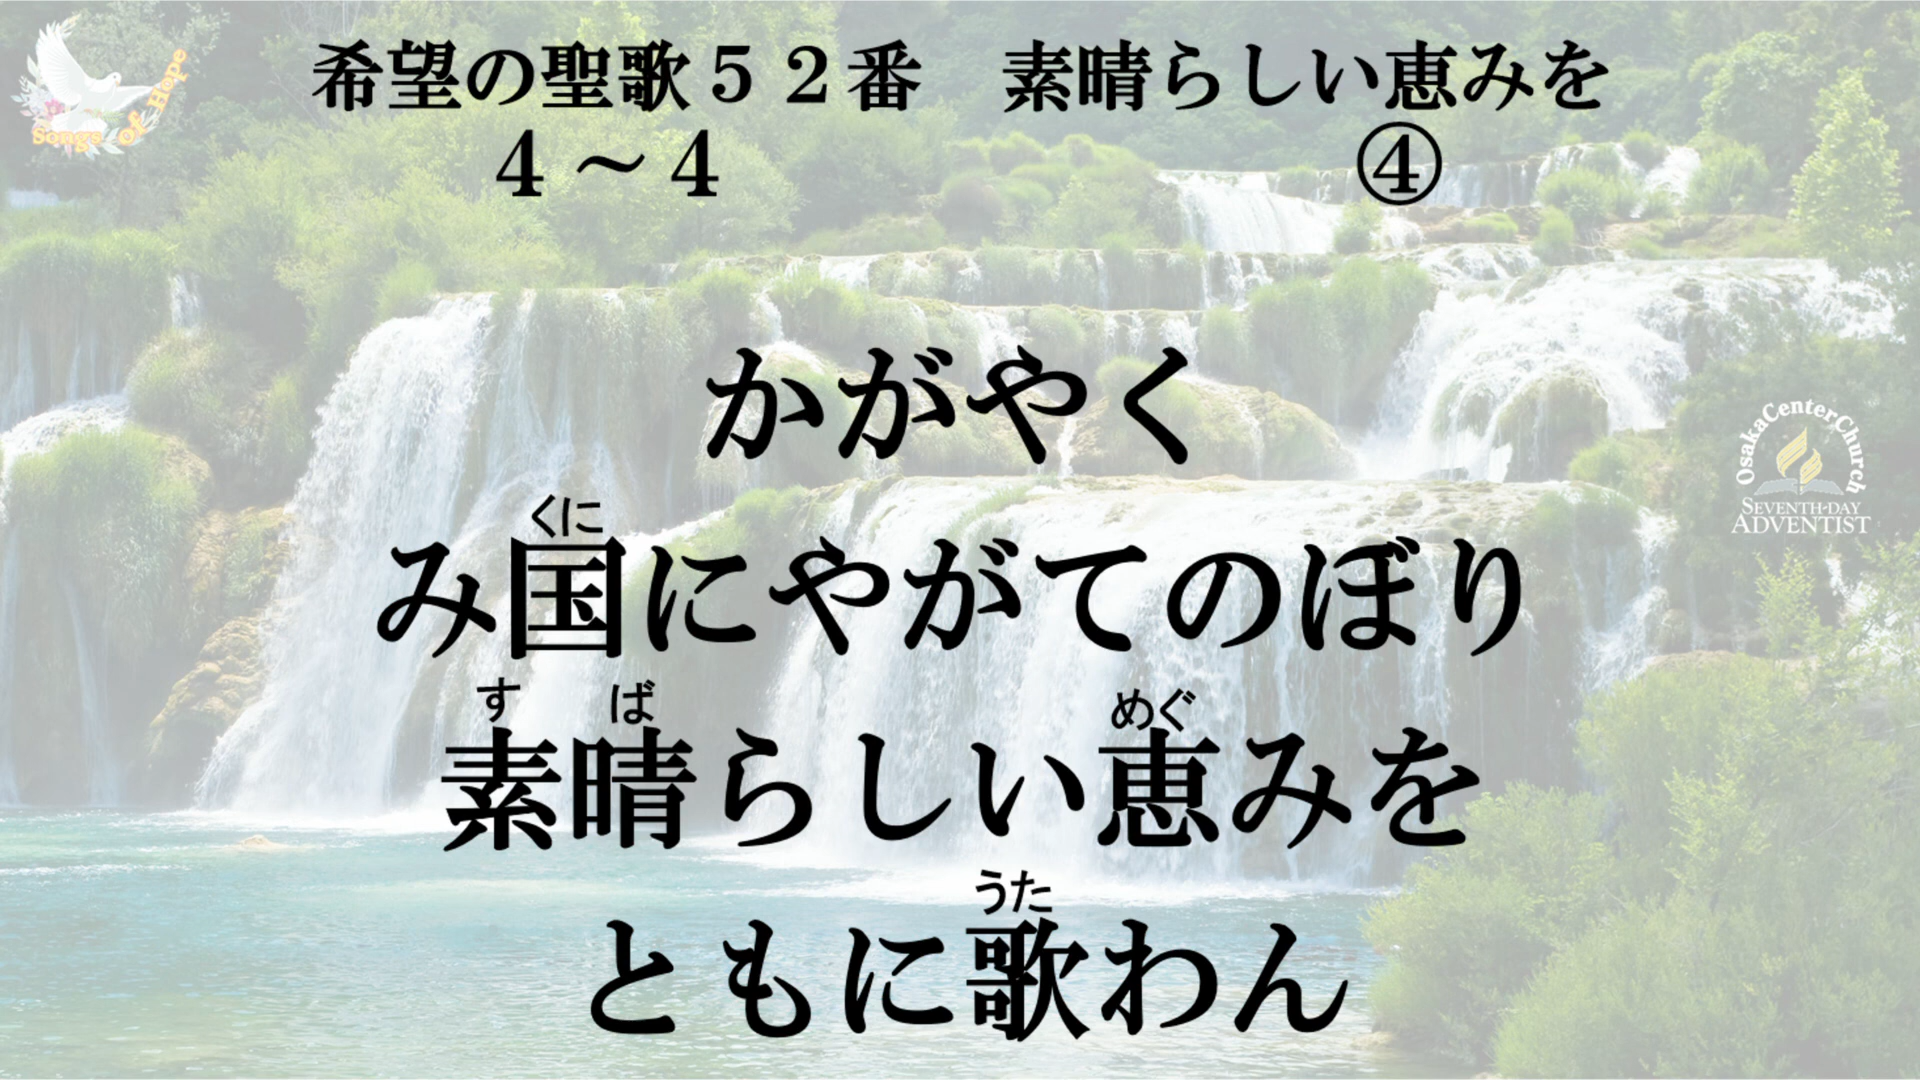 Songs of Hope
希望の聖歌５２番　素晴らしい恵みを
４～４　④
かがやく
くに
み国にやがてのぼり
す ば めぐ
素晴らしい恵みを
うた
ともに歌わん
OsakaCenterChurch
SEVENTH-DAY
ADVENTIST